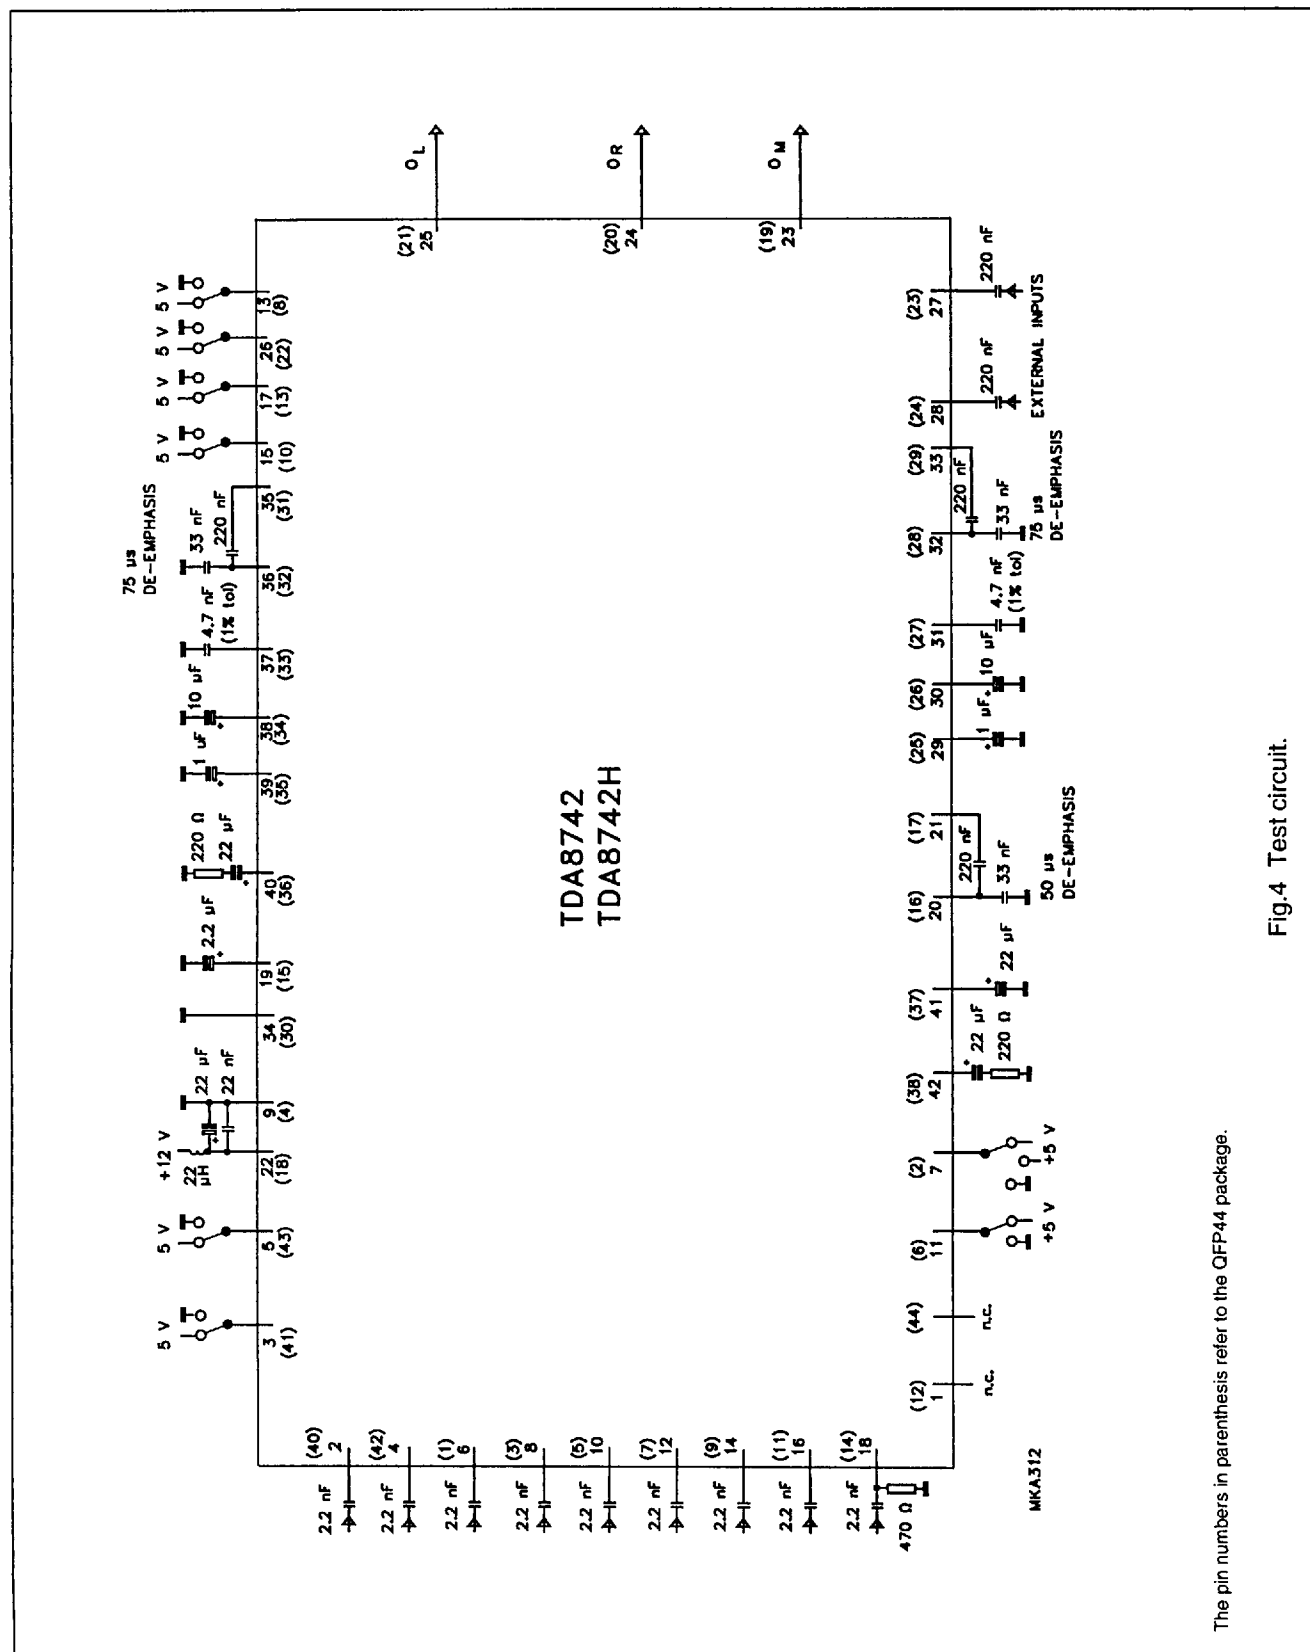 75 µs
DE-EMPHASIS
5 V
3
(41)
5 V
5
(43)
+12 V
22
µH
22 µF
22 nF
22
(18)
9
(4)
34
(30)
2.2 µF
19
(15)
220 Ω
22 µF
40
(36)
1 uF
39
(35)
10 µF
38
(34)
4.7 nF
(1% tol)
37
(33)
33 nF
220 nF
36
(32)
35
(31)
5 V
15
(10)
5 V
17
(13)
5 V
26
(22)
5 V
13
(8)
(40)
2
2.2 nF
(42)
4
2.2 nF
(1)
6
2.2 nF
(3)
8
2.2 nF
(5)
10
2.2 nF
(7)
12
2.2 nF
(9)
14
2.2 nF
(11)
16
2.2 nF
(14)
18
2.2 nF
470 Ω
TDA8742
TDA8742H
(21)
25
O L
(20)
24
O R
(19)
23
O M
(12)
1
n.c.
(44)
n.c.
(6)
11
+5 V
(2)
7
+5 V
(38)
42
22 µF
220 Ω
(37)
41
22 µF
(16)
20
(17)
21
220 nF
33 nF
50 µs
DE-EMPHASIS
(25)
29
1 µF
(26)
30
10 µF
(27)
31
4.7 nF
(1% tol)
(28)
32
(29)
33
220 nF
33 nF
75 µs
DE-EMPHASIS
(24)
28
220 nF
(23)
27
220 nF
EXTERNAL INPUTS
MKA312
The pin numbers in parenthesis refer to the QFP44 package.
Fig.4 Test circuit.